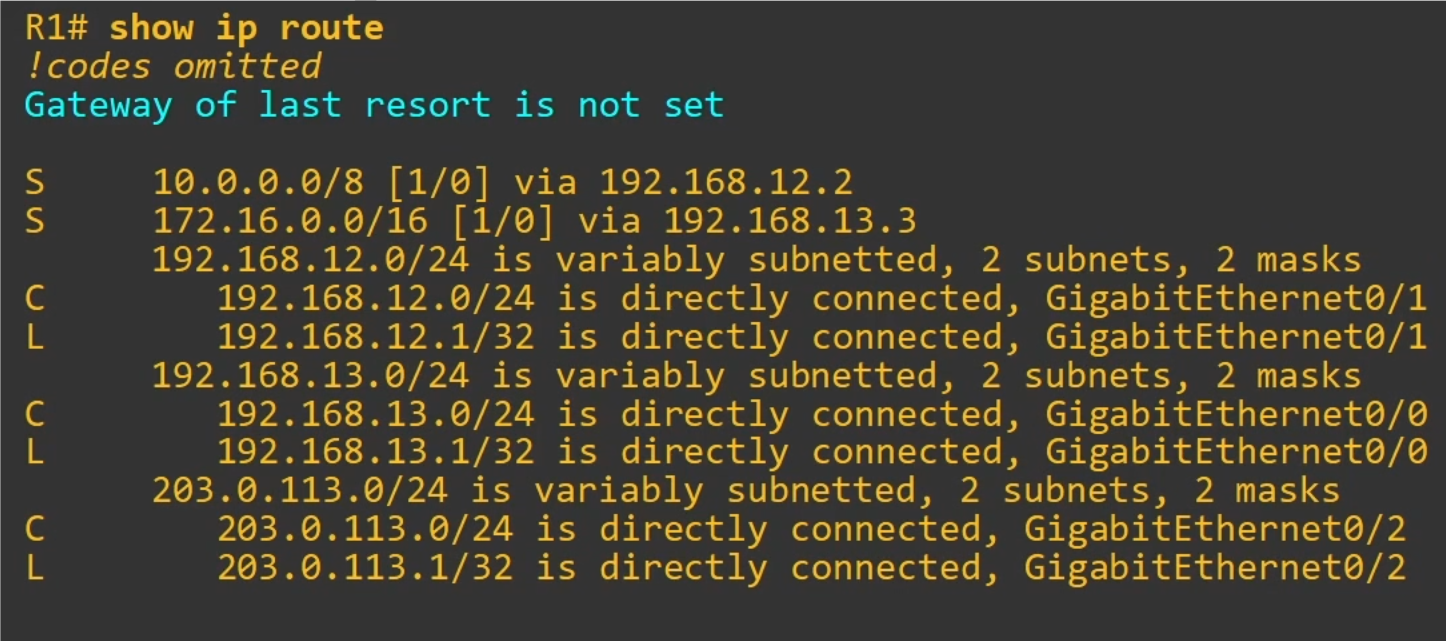 R1# show ip route
!codes omitted
Gateway of last resort is not set
S 10.0.0.0/8 [1/0] via 192.168.12.2
S 172.16.0.0/16 [1/0] via 192.168.13.3
192.168.12.0/24 is variably subnetted, 2 subnets, 2 masks
C 192.168.12.0/24 is directly connected, GigabitEthernet0/1
L 192.168.12.1/32 is directly connected, GigabitEthernet0/1
192.168.13.0/24 is variably subnetted, 2 subnets, 2 masks
C 192.168.13.0/24 is directly connected, GigabitEthernet0/0
L 192.168.13.1/32 is directly connected, GigabitEthernet0/0
203.0.113.0/24 is variably subnetted, 2 subnets, 2 masks
C 203.0.113.0/24 is directly connected, GigabitEthernet0/2
L 203.0.113.1/32 is directly connected, GigabitEthernet0/2